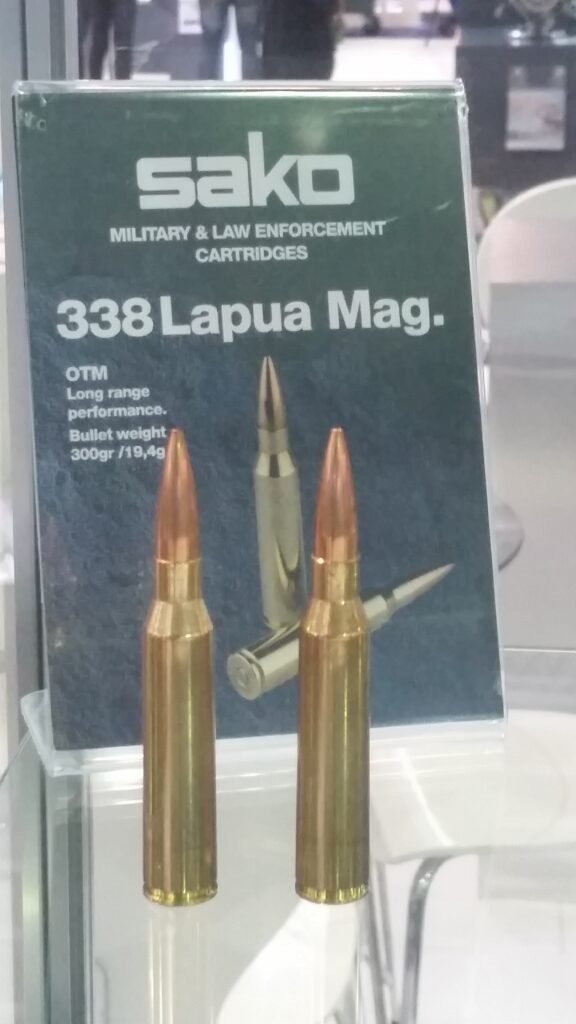 sako
MILITARY & LAW ENFORCEMENT
CARTRIDGES
338 Lapua Mag.
OTM
Long range
performance.
Bullet weight
300gr /19,4g